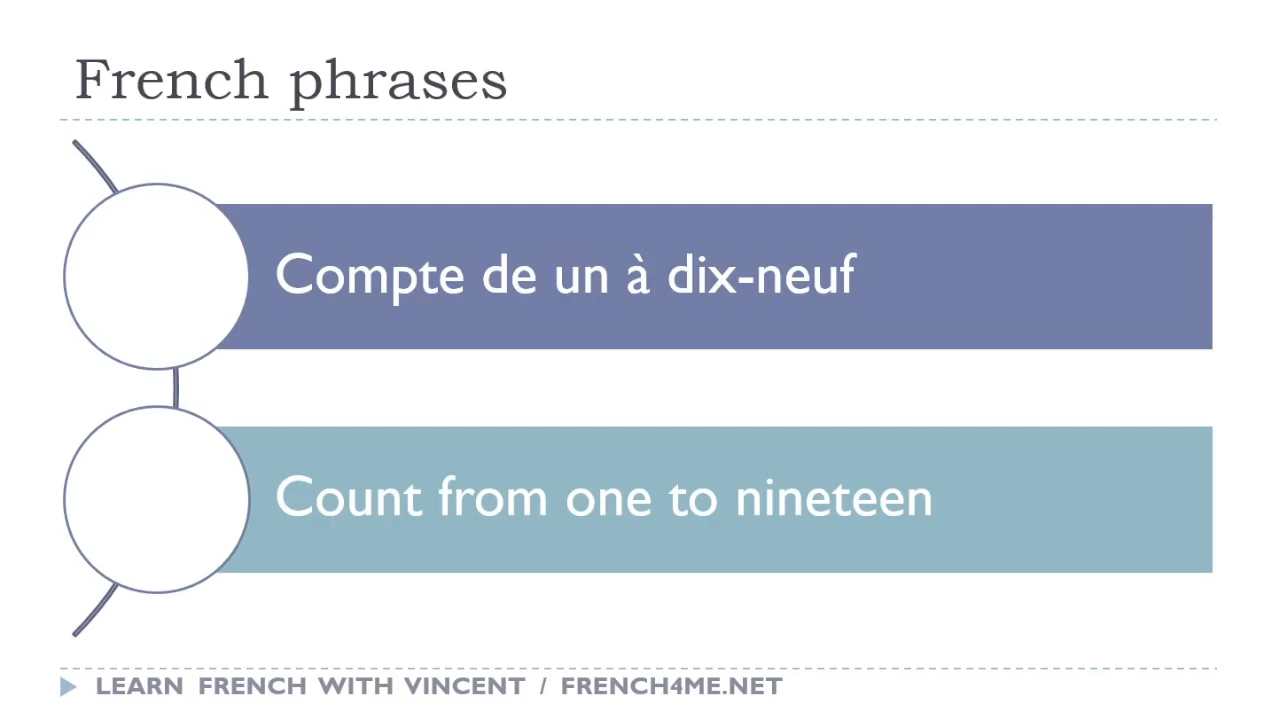 French phrases
Compte de un à dix-neuf
Count from one to nineteen
LEARN FRENCH WITH VINCENT / FRENCH4ME.NET